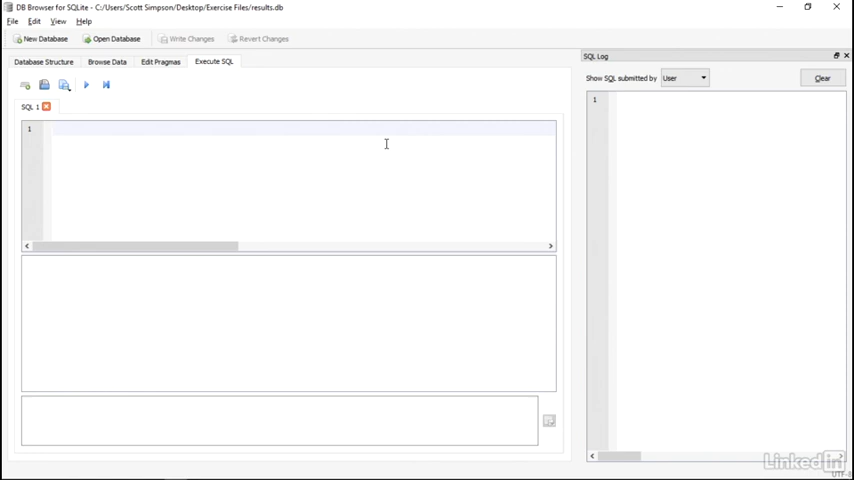 DB Browser for SQLite - C:/Users/Scott Simpson/Desktop/Exercise Files/results.db
File Edit View Help
New Database Open Database Write Changes Revert Changes
Database Structure Browse Data Edit Pragmas Execute SQL
SQL 1
1
SQL Log
Show SQL submitted by User Clear
1
Linked in
UTF-8